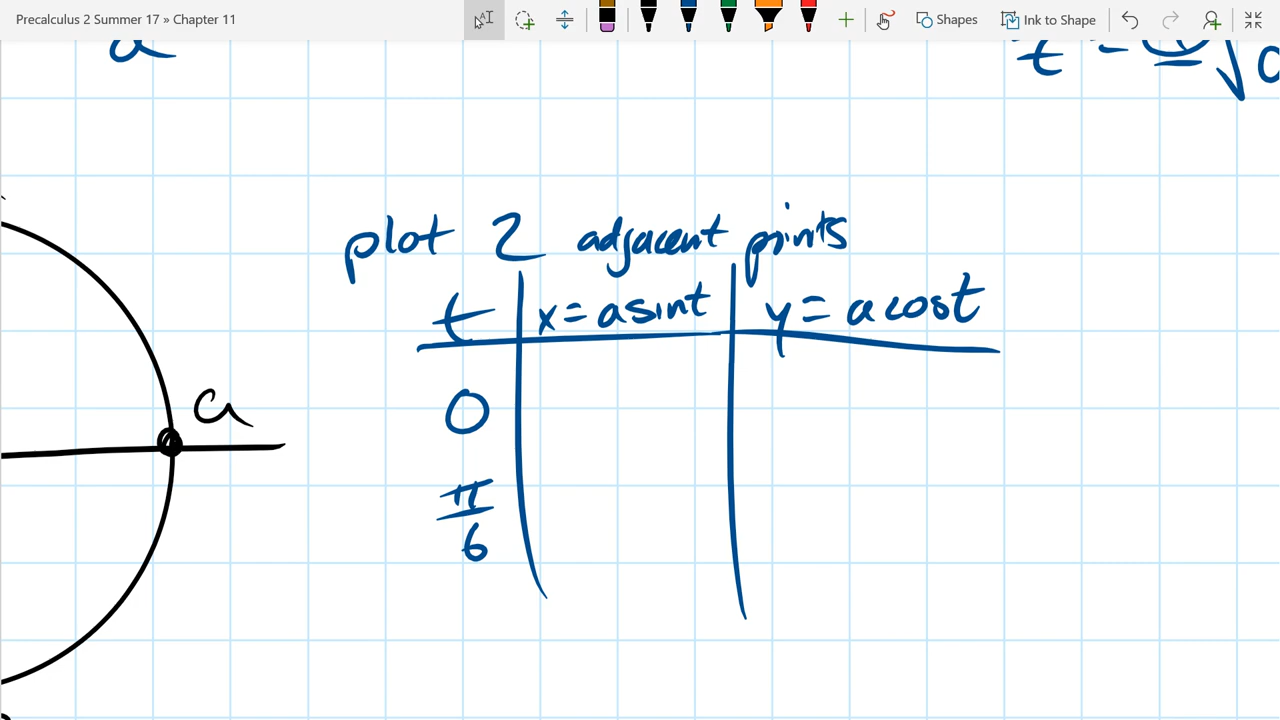 Precalculus 2 Summer 17 » Chapter 11
Shapes
Ink to Shape
a
plot 2 adjacent points
t x = a sin t y = a cos t
a
0
π/6